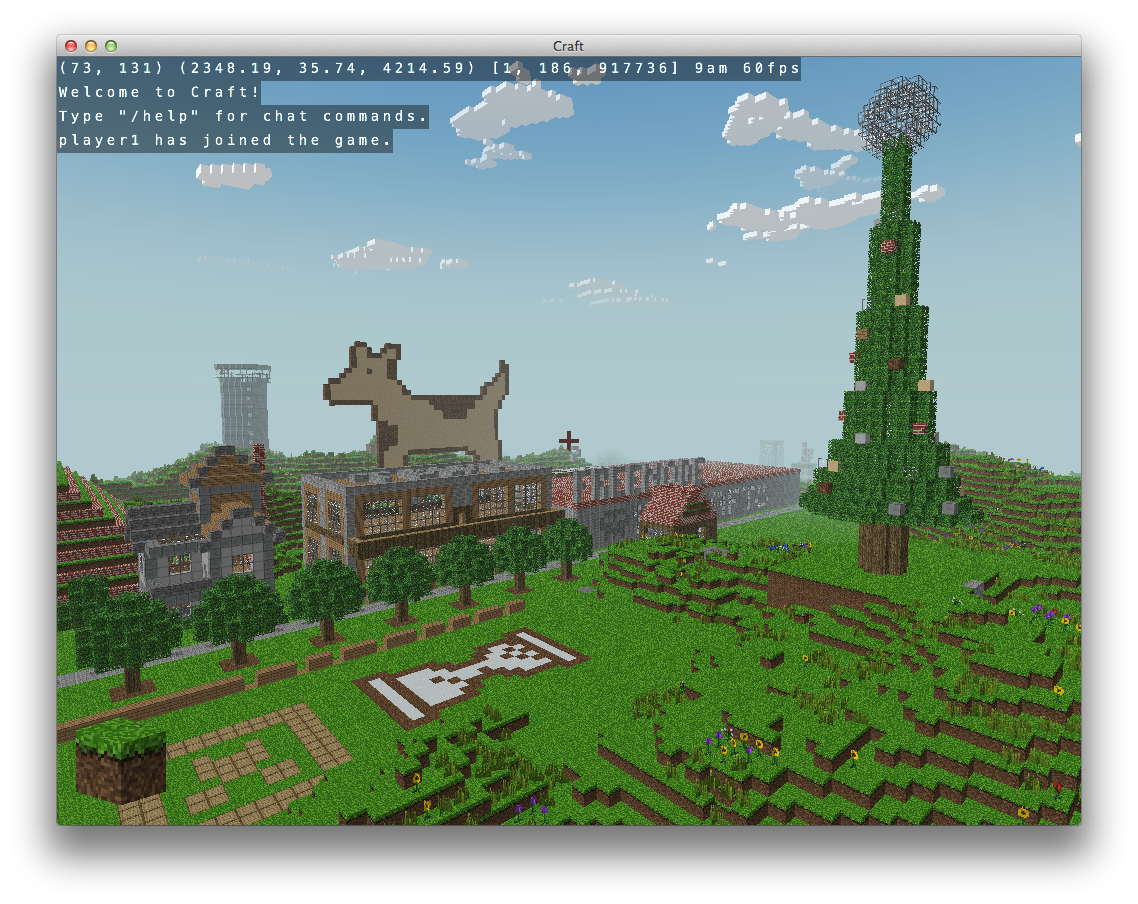 Craft
(73, 131) (2348.19, 35.74, 4214.59) [1, 186, 917736] 9am 60fps
Welcome to Craft!
Type "/help" for chat commands.
player1 has joined the game.